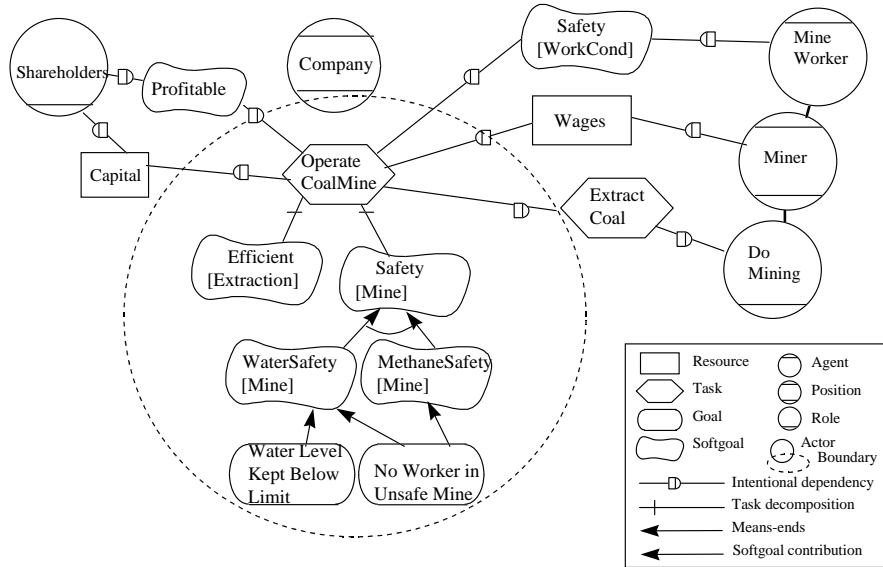 Shareholders
Profitable
Capital
Company
Safety
[WorkCond]
Mine
Worker
Wages
Miner
Operate
CoalMine
Extract
Coal
Do
Mining
Efficient
[Extraction]
Safety
[Mine]
WaterSafety
[Mine]
MethaneSafety
[Mine]
Water Level
Kept Below
Limit
No Worker in
Unsafe Mine
Resource
Task
Goal
Softgoal
Agent
Position
Role
Actor
Boundary
Intentional dependency
Task decomposition
Means-ends
Softgoal contribution